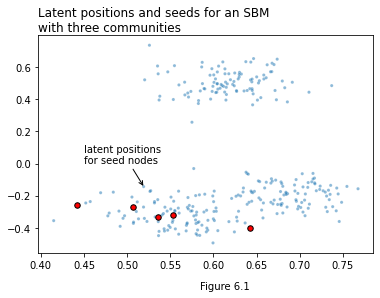 Latent positions and seeds for an SBM
with three communities
0.6
0.4
0.2
0.0
−0.2
−0.4
latent positions
for seed nodes
0.40 0.45 0.50 0.55 0.60 0.65 0.70 0.75
Figure 6.1